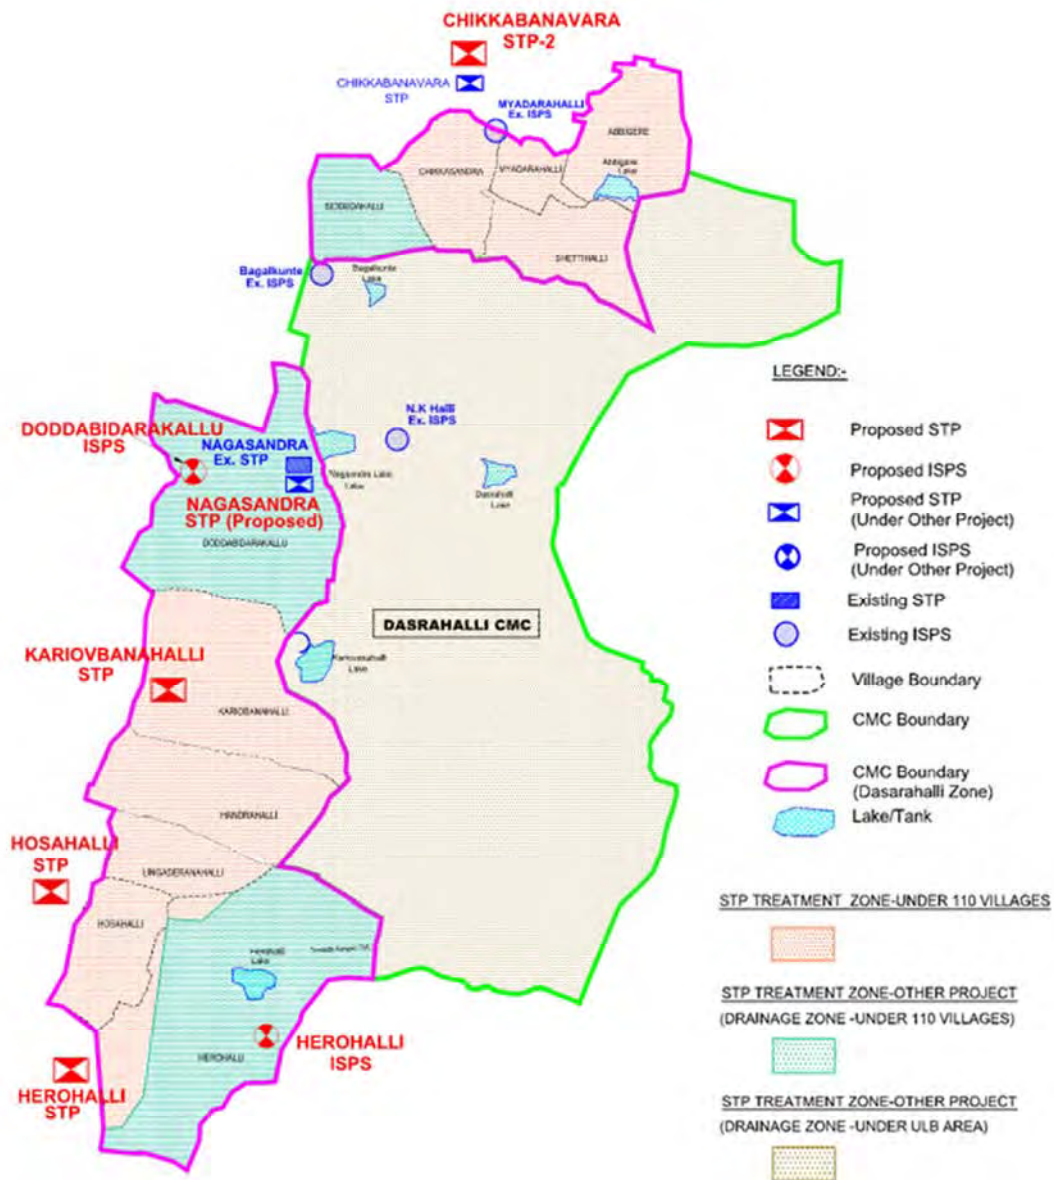 CHIKKABANAVARA
STP-2
CHIKKABANAVARA
STP
MYADARAHALLI
Ex. ISPS
ABBIGERE
Abbigere
Lake
CHIKKASANDRA
MYADARAHALLI
SHETTIHALLI
Bagalkunte
Ex. ISPS
Bagalkunte
Lake
LEGEND:-
DODDABIDARAKALLU
ISPS
NAGASANDRA
Ex. STP
N.K Halli
Ex. ISPS
Nagasandra Lake
Lake
Dasrahalli
Lake
NAGASANDRA
STP (Proposed)
DODDABIDARAKALLU
Proposed STP
Proposed ISPS
Proposed STP
(Under Other Project)
Proposed ISPS
(Under Other Project)
Existing STP
Existing ISPS
Village Boundary
CMC Boundary
CMC Boundary
(Dasarahalli Zone)
Lake/Tank
DASRAHALLI CMC
KARIOVBANAHALLI
STP
Lake
KARIOBANAHALLI
HANDRAHALLI
HOSAHALLI
STP
LINGADERANAHALLI
HOSAHALLI
Herohalli
Lake
HEROHALLI
ISPS
HEROHALLI
HEROHALLI
STP
STP TREATMENT ZONE-UNDER 110 VILLAGES
STP TREATMENT ZONE-OTHER PROJECT
(DRAINAGE ZONE -UNDER 110 VILLAGES)
STP TREATMENT ZONE-OTHER PROJECT
(DRAINAGE ZONE -UNDER ULB AREA)